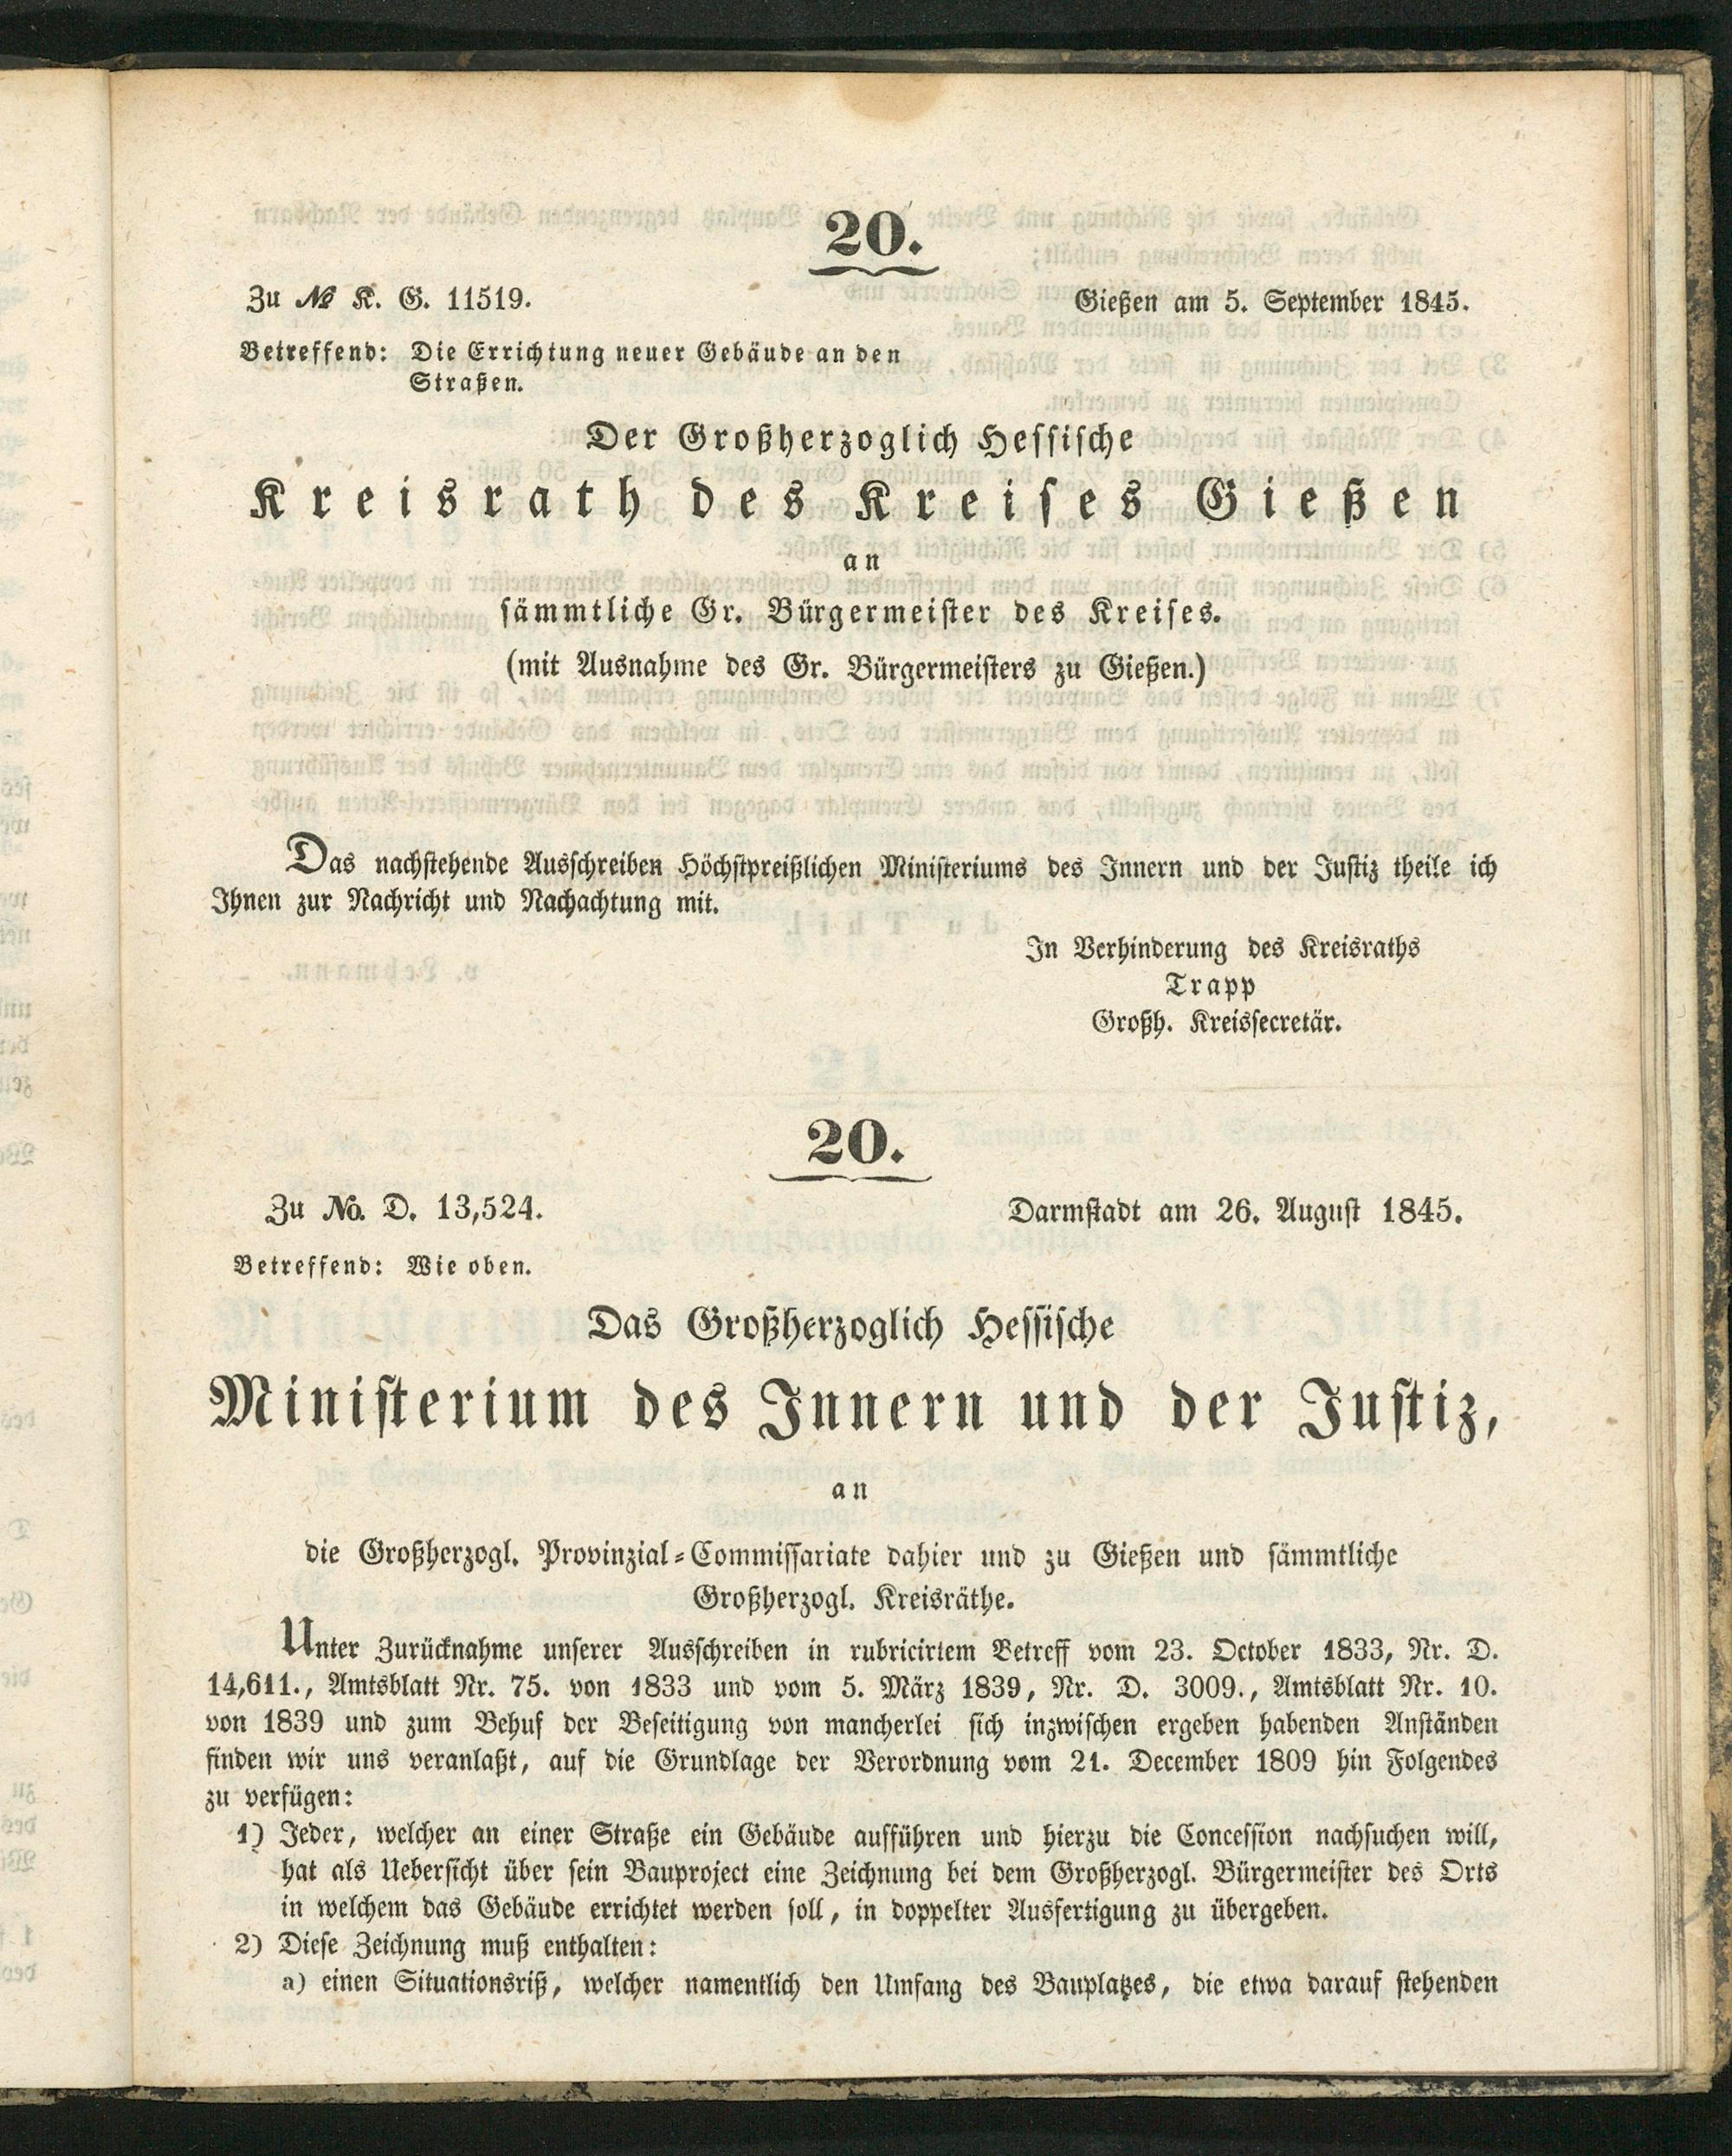 20.
Zu № K. G. 11519.
Gießen am 5. September 1845.
Betreffend: Die Errichtung neuer Gebäude an den
Straßen.
Der Großherzoglich Hessische
Kreisrath des Kreises Gießen
an
sämmtliche Gr. Bürgermeister des Kreises.
(mit Ausnahme des Gr. Bürgermeisters zu Gießen.)
Das nachstehende Ausschreiben Höchstpreißlichen Ministeriums des Innern und der Justiz theile ich
Ihnen zur Nachricht und Nachachtung mit.
In Verhinderung des Kreisraths
Trapp
Großh. Kreissecretär.
20.
Zu No. D. 13,524.
Darmstadt am 26. August 1845.
Betreffend: Wie oben.
Das Großherzoglich Hessische
Ministerium des Innern und der Justiz,
an
die Großherzogl. Provinzial-Commissariate dahier und zu Gießen und sämmtliche
Großherzogl. Kreisräthe.
Unter Zurücknahme unserer Ausschreiben in rubricirtem Betreff vom 23. October 1833, Nr. D.
14,611., Amtsblatt Nr. 75. von 1833 und vom 5. März 1839, Nr. D. 3009., Amtsblatt Nr. 10.
von 1839 und zum Behuf der Beseitigung von mancherlei sich inzwischen ergeben habenden Anständen
finden wir uns veranlaßt, auf die Grundlage der Verordnung vom 21. December 1809 hin Folgendes
zu verfügen:
1) Jeder, welcher an einer Straße ein Gebäude aufführen und hierzu die Concession nachsuchen will,
hat als Uebersicht über sein Bauproject eine Zeichnung bei dem Großherzogl. Bürgermeister des Orts
in welchem das Gebäude errichtet werden soll, in doppelter Ausfertigung zu übergeben.
2) Diese Zeichnung muß enthalten:
a) einen Situationsriß, welcher namentlich den Umfang des Bauplatzes, die etwa darauf stehenden